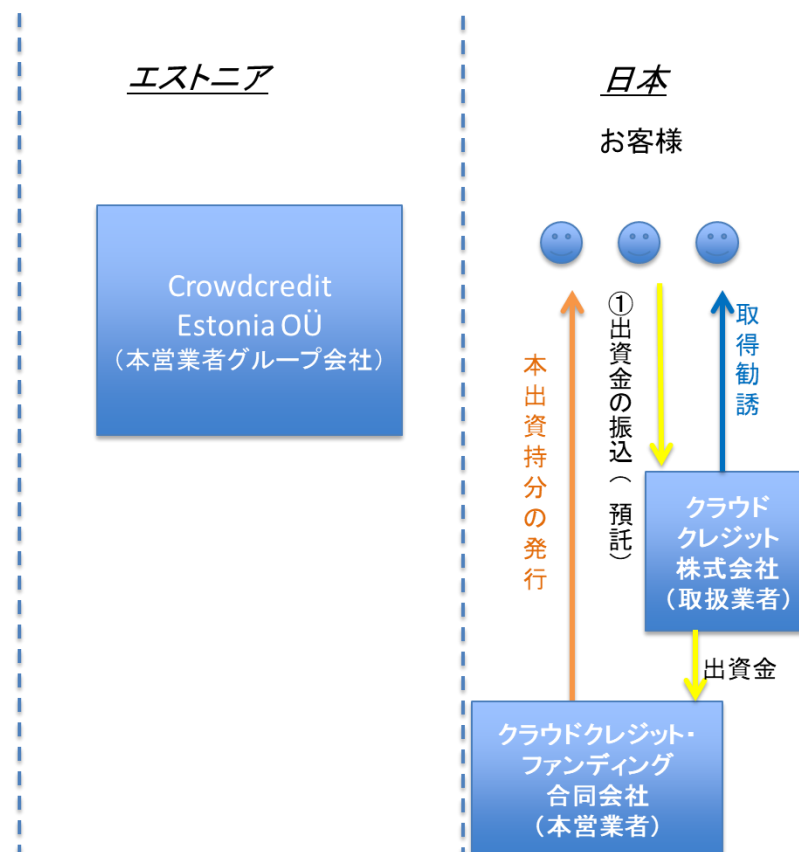 エストニア
日本
お客様
Crowdcredit
Estonia OÜ
（本営業者グループ会社）
本出資持分の発行
①出資金の振込（預託）
取得勧誘
クラウド
クレジット
株式会社
（取扱業者）
出資金
クラウドクレジット・
ファンディング
合同会社
（本営業者）